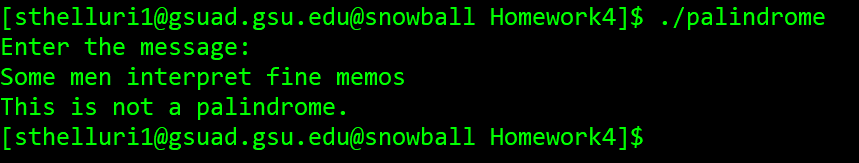 [sthelluri1@gsuad.gsu.edu@snowball Homework4]$ ./palindrome
Enter the message:
Some men interpret fine memos
This is not a palindrome.
[sthelluri1@gsuad.gsu.edu@snowball Homework4]$